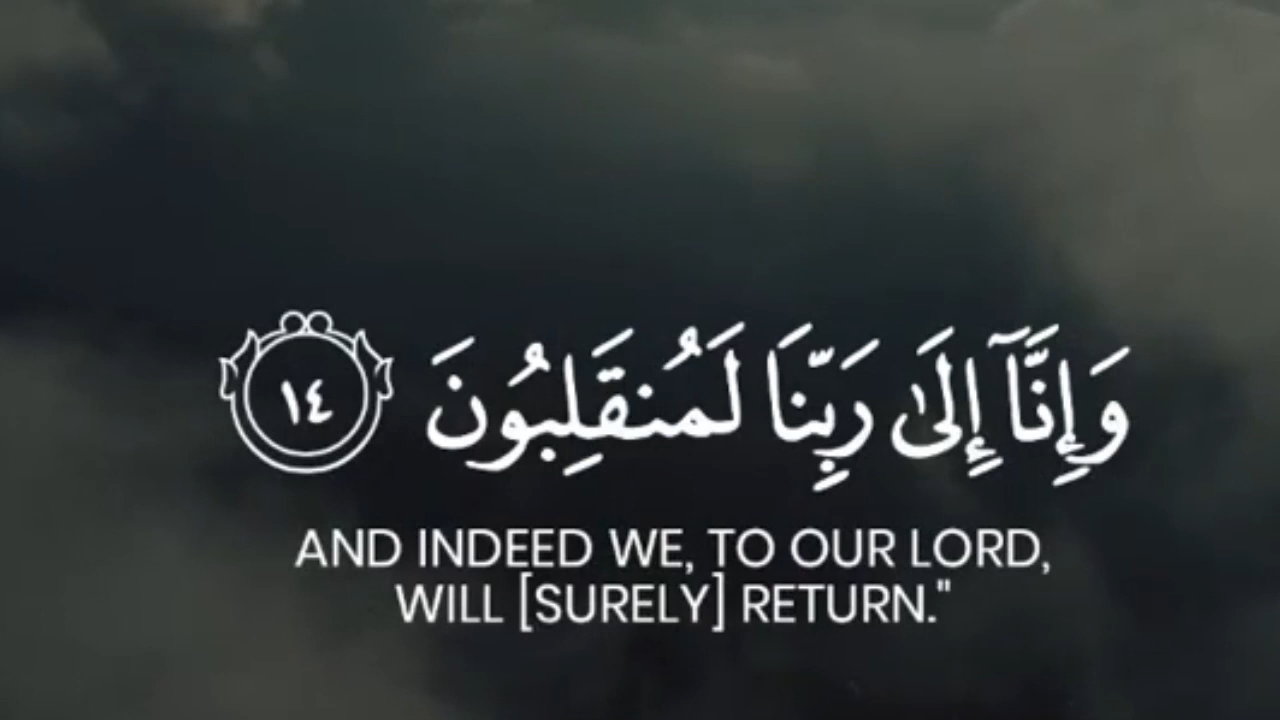 وَإِنَّآ إِلَىٰ رَبِّنَا لَمُنقَلِبُونَ ١٤
AND INDEED WE, TO OUR LORD,
WILL [SURELY] RETURN."